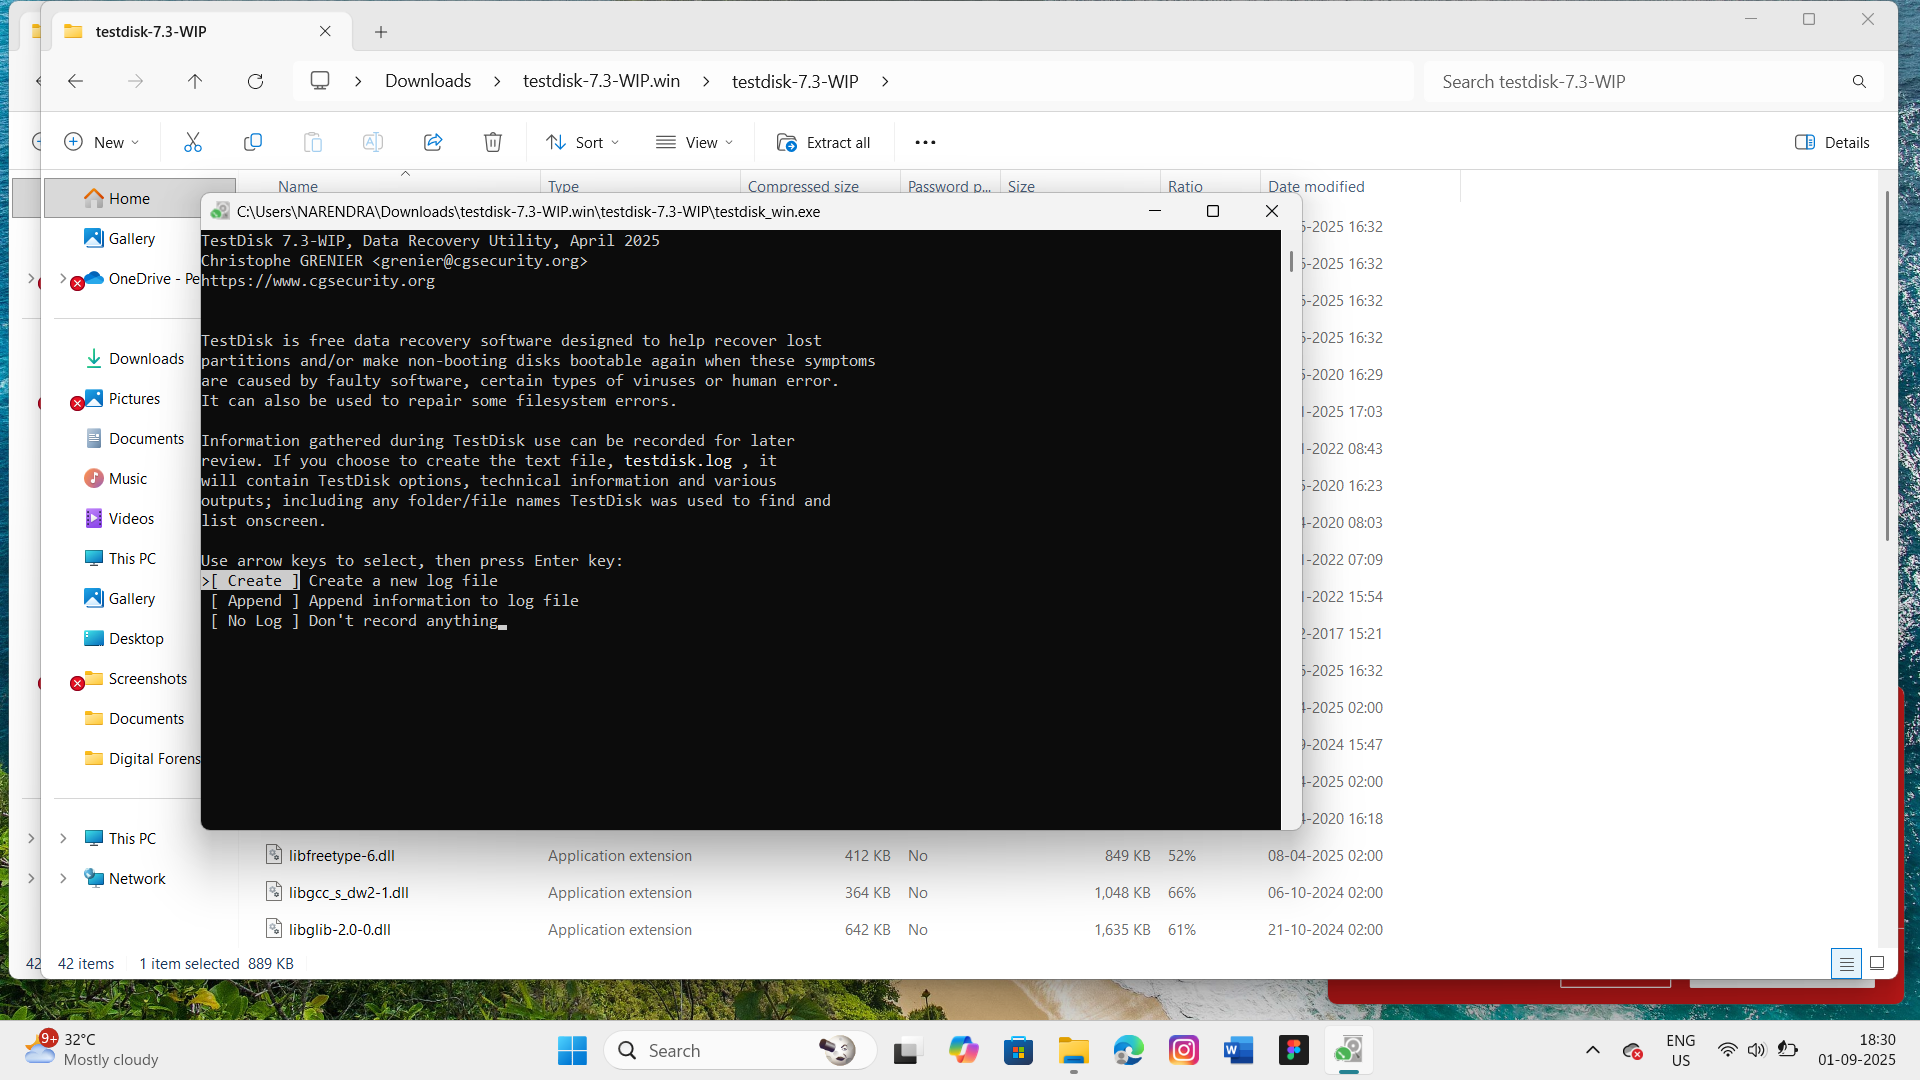 testdisk-7.3-WIP
Downloads > testdisk-7.3-WIP.win > testdisk-7.3-WIP >
Search testdisk-7.3-WIP
New
Sort
View
Extract all
Details
Name Type Compressed size Password p... Size Ratio Date modified
Home
Gallery
OneDrive - Pe
Downloads
Pictures
Documents
Music
Videos
This PC
Gallery
Desktop
Screenshots
Documents
Digital Forens
This PC
Network
C:\Users\NARENDRA\Downloads\testdisk-7.3-WIP.win\testdisk-7.3-WIP\testdisk_win.exe
TestDisk 7.3-WIP, Data Recovery Utility, April 2025
Christophe GRENIER <grenier@cgsecurity.org>
https://www.cgsecurity.org
TestDisk is free data recovery software designed to help recover lost
partitions and/or make non-booting disks bootable again when these symptoms
are caused by faulty software, certain types of viruses or human error.
It can also be used to repair some filesystem errors.
Information gathered during TestDisk use can be recorded for later
review. If you choose to create the text file, testdisk.log , it
will contain TestDisk options, technical information and various
outputs; including any folder/file names TestDisk was used to find and
list onscreen.
Use arrow keys to select, then press Enter key:
>[ Create ] Create a new log file
[ Append ] Append information to log file
[ No Log ] Don't record anything
-2025 16:32
-2025 16:32
-2025 16:32
-2025 16:32
-2020 16:29
-2025 17:03
-2022 08:43
-2020 16:23
-2020 08:03
-2022 07:09
-2022 15:54
-2017 15:21
-2025 16:32
-2025 02:00
-2024 15:47
-2025 02:00
-2020 16:18
libfreetype-6.dll Application extension 412 KB No 849 KB 52% 08-04-2025 02:00
libgcc_s_dw2-1.dll Application extension 364 KB No 1,048 KB 66% 06-10-2024 02:00
libglib-2.0-0.dll Application extension 642 KB No 1,635 KB 61% 21-10-2024 02:00
42
42 items 1 item selected 889 KB
9+
32°C
Mostly cloudy
Search
ENG
US
18:30
01-09-2025